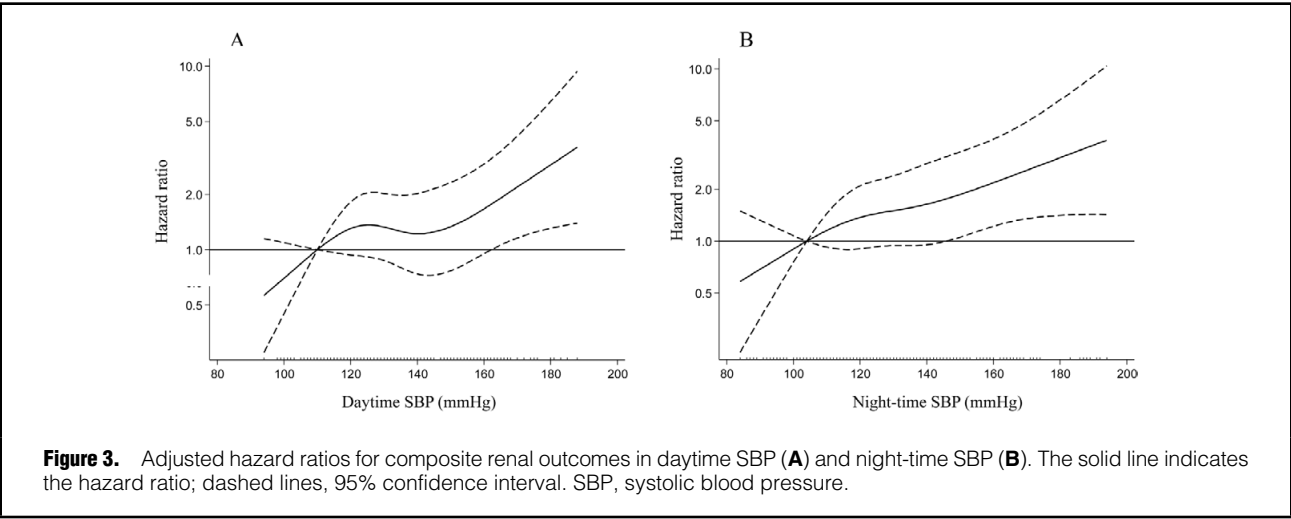 A
B
10.0
5.0
2.0
1.0
0.5
Hazard ratio
80 100 120 140 160 180 200
Daytime SBP (mmHg)
10.0
5.0
2.0
1.0
0.5
Hazard ratio
80 100 120 140 160 180 200
Night-time SBP (mmHg)
Figure 3. Adjusted hazard ratios for composite renal outcomes in daytime SBP (A) and night-time SBP (B). The solid line indicates
the hazard ratio; dashed lines, 95% confidence interval. SBP, systolic blood pressure.